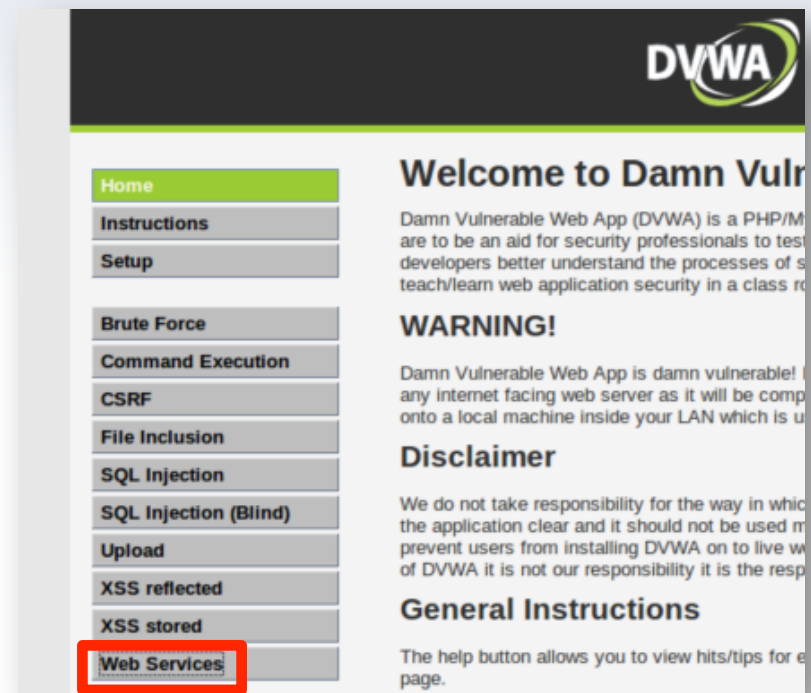 DVWA
Home
Instructions
Setup
Brute Force
Command Execution
CSRF
File Inclusion
SQL Injection
SQL Injection (Blind)
Upload
XSS reflected
XSS stored
Web Services
Welcome to Damn Vuln
Damn Vulnerable Web App (DVWA) is a PHP/M
are to be an aid for security professionals to test
developers better understand the processes of s
teach/learn web application security in a class ro
WARNING!
Damn Vulnerable Web App is damn vulnerable!
any internet facing web server as it will be comp
onto a local machine inside your LAN which is u
Disclaimer
We do not take responsibility for the way in whic
the application clear and it should not be used m
prevent users from installing DVWA on to live w
of DVWA it is not our responsibility it is the resp
General Instructions
The help button allows you to view hits/tips for e
page.